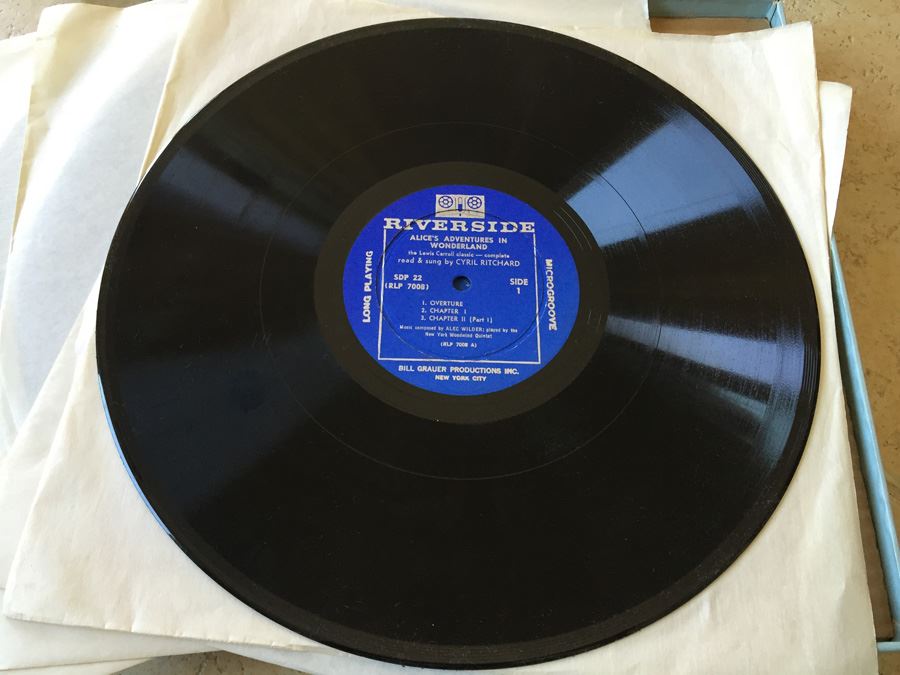 RIVERSIDE
ALICE'S ADVENTURES IN
WONDERLAND
the Lewis Carroll classic — complete
read & sung by CYRIL RITCHARD
SDP 22
(RLP 7008)
SIDE
1
LONG PLAYING
MICROGROOVE
1. OVERTURE
2. CHAPTER I
3. CHAPTER II (Part 1)
Music composed by ALEC WILDER; played by the
New York Woodwind Quintet
(RLP 7008 A)
BILL GRAUER PRODUCTIONS INC.
NEW YORK CITY